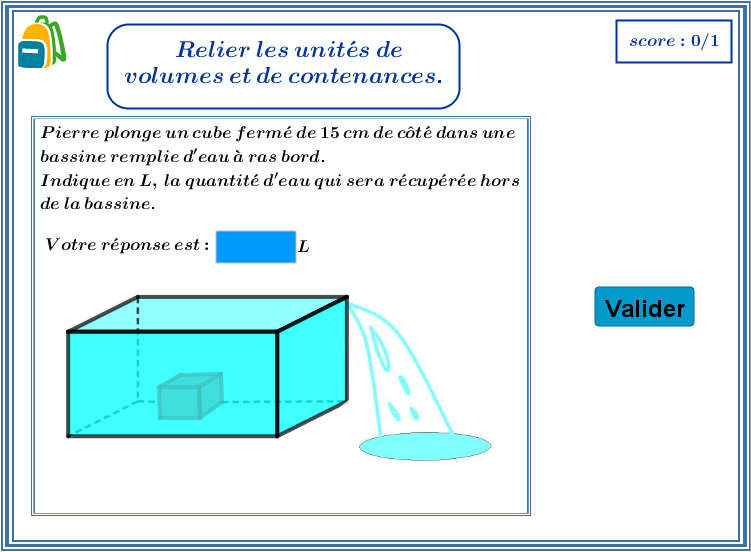 Relier les unités de
volumes et de contenances.
score : 0/1
Pierre plonge un cube fermé de 15 cm de côté dans une
bassine remplie d'eau à ras bord.
Indique en L, la quantité d'eau qui sera récupérée hors
de la bassine.
Votre réponse est : L
Valider